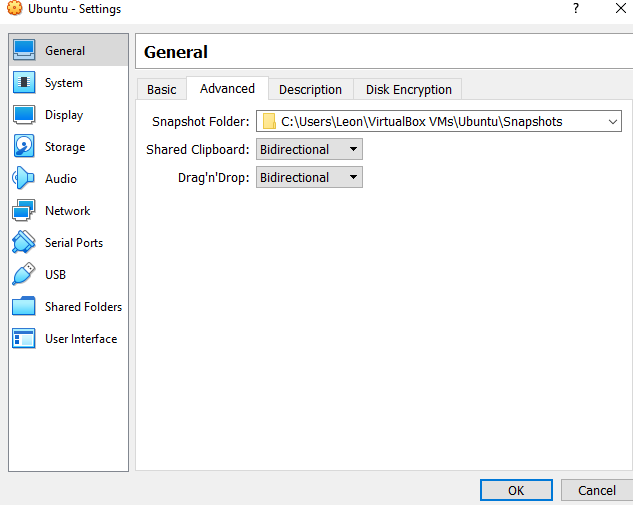 Ubuntu - Settings
?
General
System
Display
Storage
Audio
Network
Serial Ports
USB
Shared Folders
User Interface
General
Basic Advanced Description Disk Encryption
Snapshot Folder: C:\Users\Leon\VirtualBox VMs\Ubuntu\Snapshots
Shared Clipboard: Bidirectional
Drag'n'Drop: Bidirectional
OK Cancel